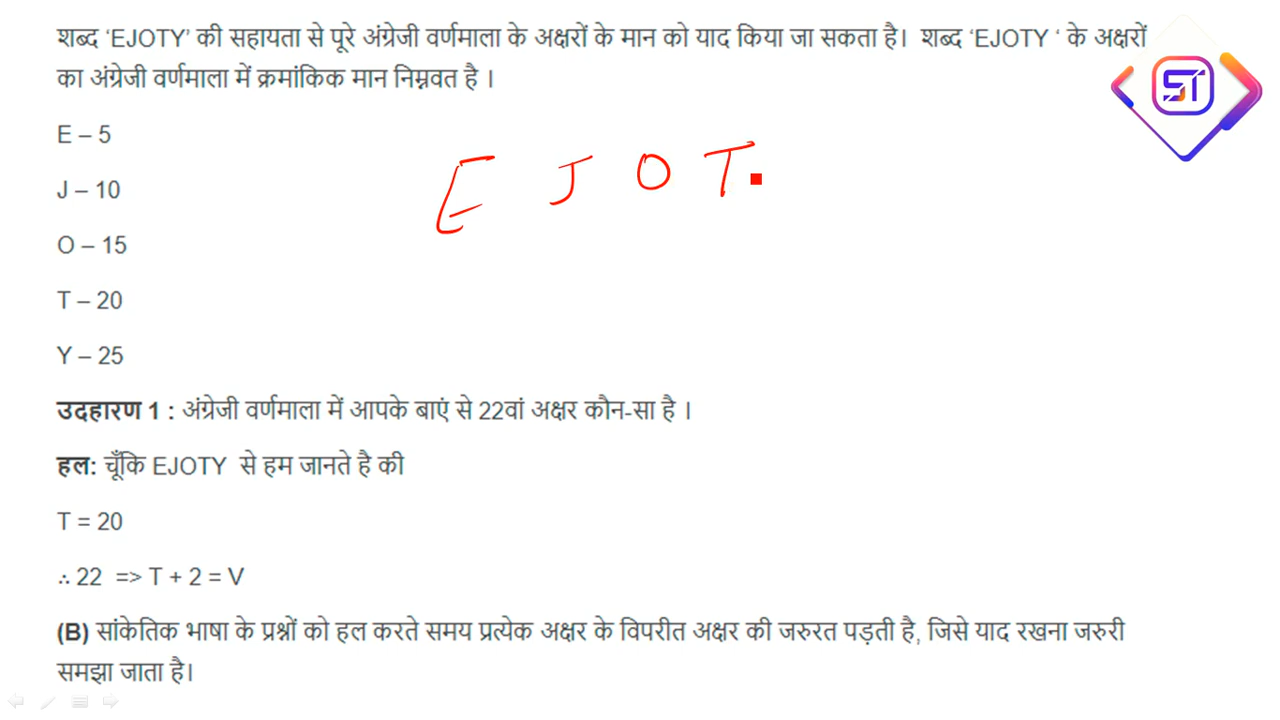 शब्द ‘EJOTY’ की सहायता से पूरे अंग्रेजी वर्णमाला के अक्षरों के मान को याद किया जा सकता है। शब्द ‘EJOTY ‘ के अक्षरों
का अंग्रेजी वर्णमाला में क्रमांकिक मान निम्नवत है ।
ST
E – 5
E J O T
J – 10
O – 15
T – 20
Y – 25
उदहारण 1 : अंग्रेजी वर्णमाला में आपके बाएं से 22वां अक्षर कौन-सा है ।
हल: चूँकि EJOTY से हम जानते है की
T = 20
∴ 22 => T + 2 = V
(B) सांकेतिक भाषा के प्रश्नों को हल करते समय प्रत्येक अक्षर के विपरीत अक्षर की जरुरत पड़ती है, जिसे याद रखना जरुरी
समझा जाता है।